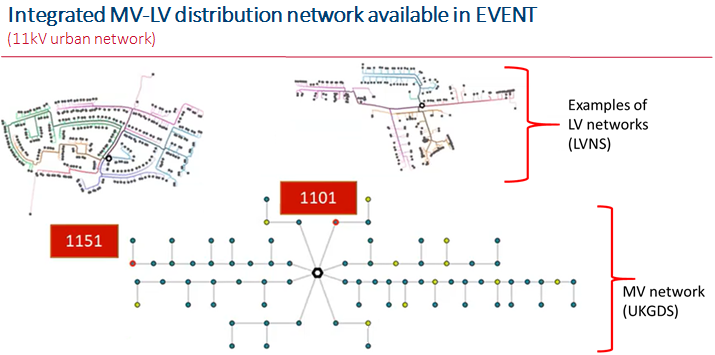 Integrated MV-LV distribution network available in EVENT
(11kV urban network)
Examples of
LV networks
(LVNS)
1101
1151
MV network
(UKGDS)